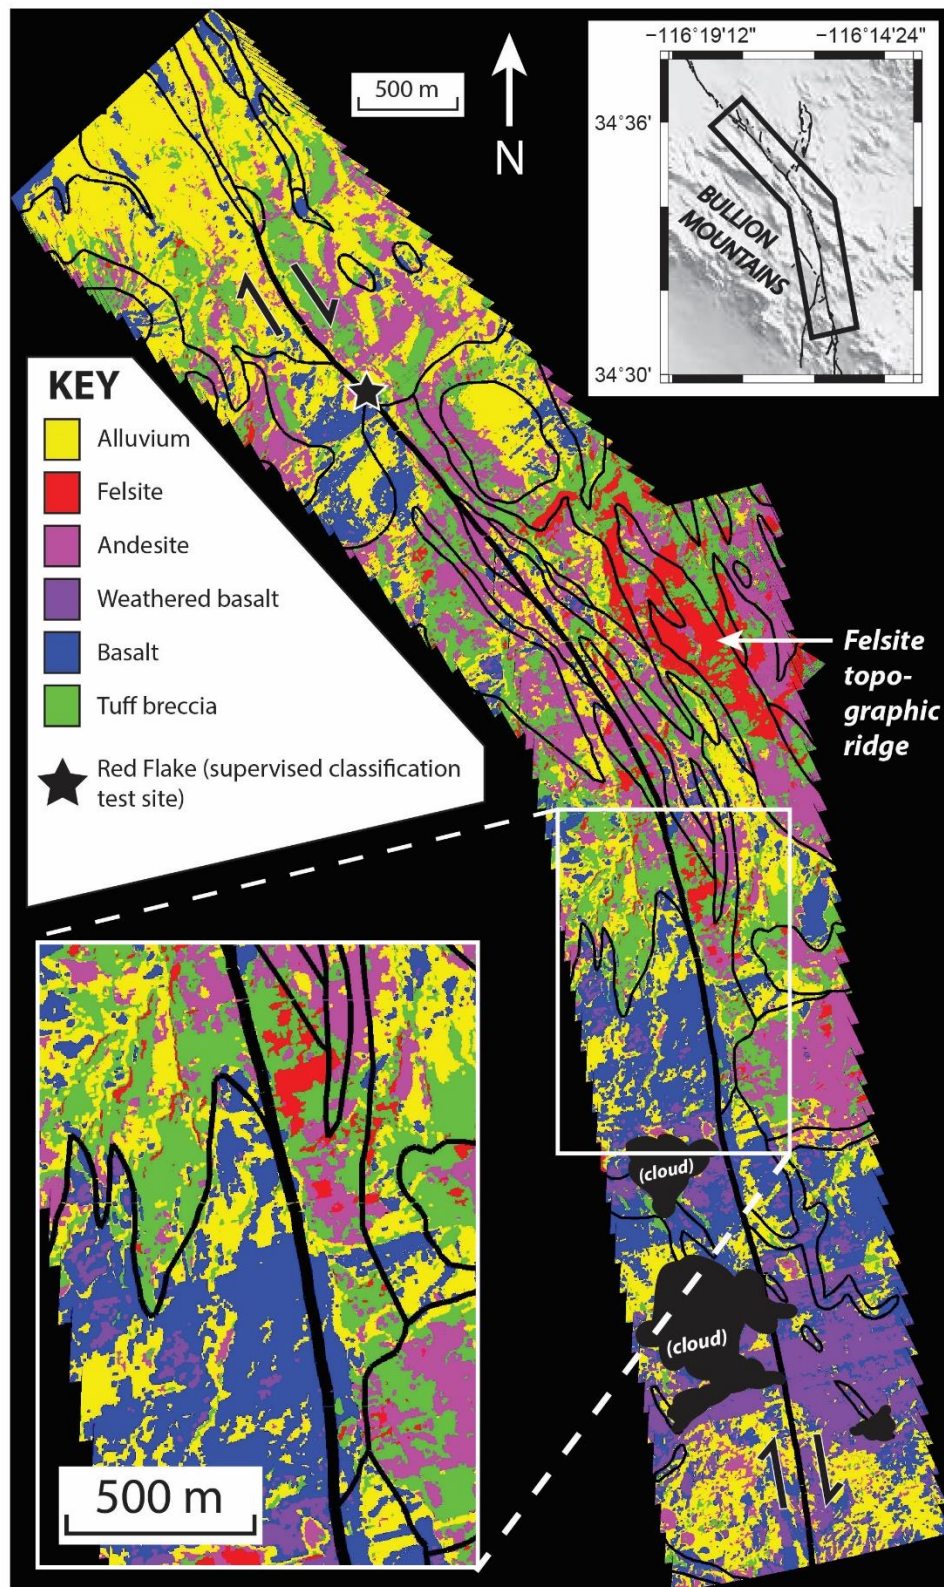 500 m
N
−116°19'12"
−116°14'24"
34°36'
34°30'
BULLION
MOUNTAINS
KEY
Alluvium
Felsite
Andesite
Weathered basalt
Basalt
Tuff breccia
Red Flake (supervised classification
test site)
Felsite
topo-
graphic
ridge
(cloud)
(cloud)
500 m